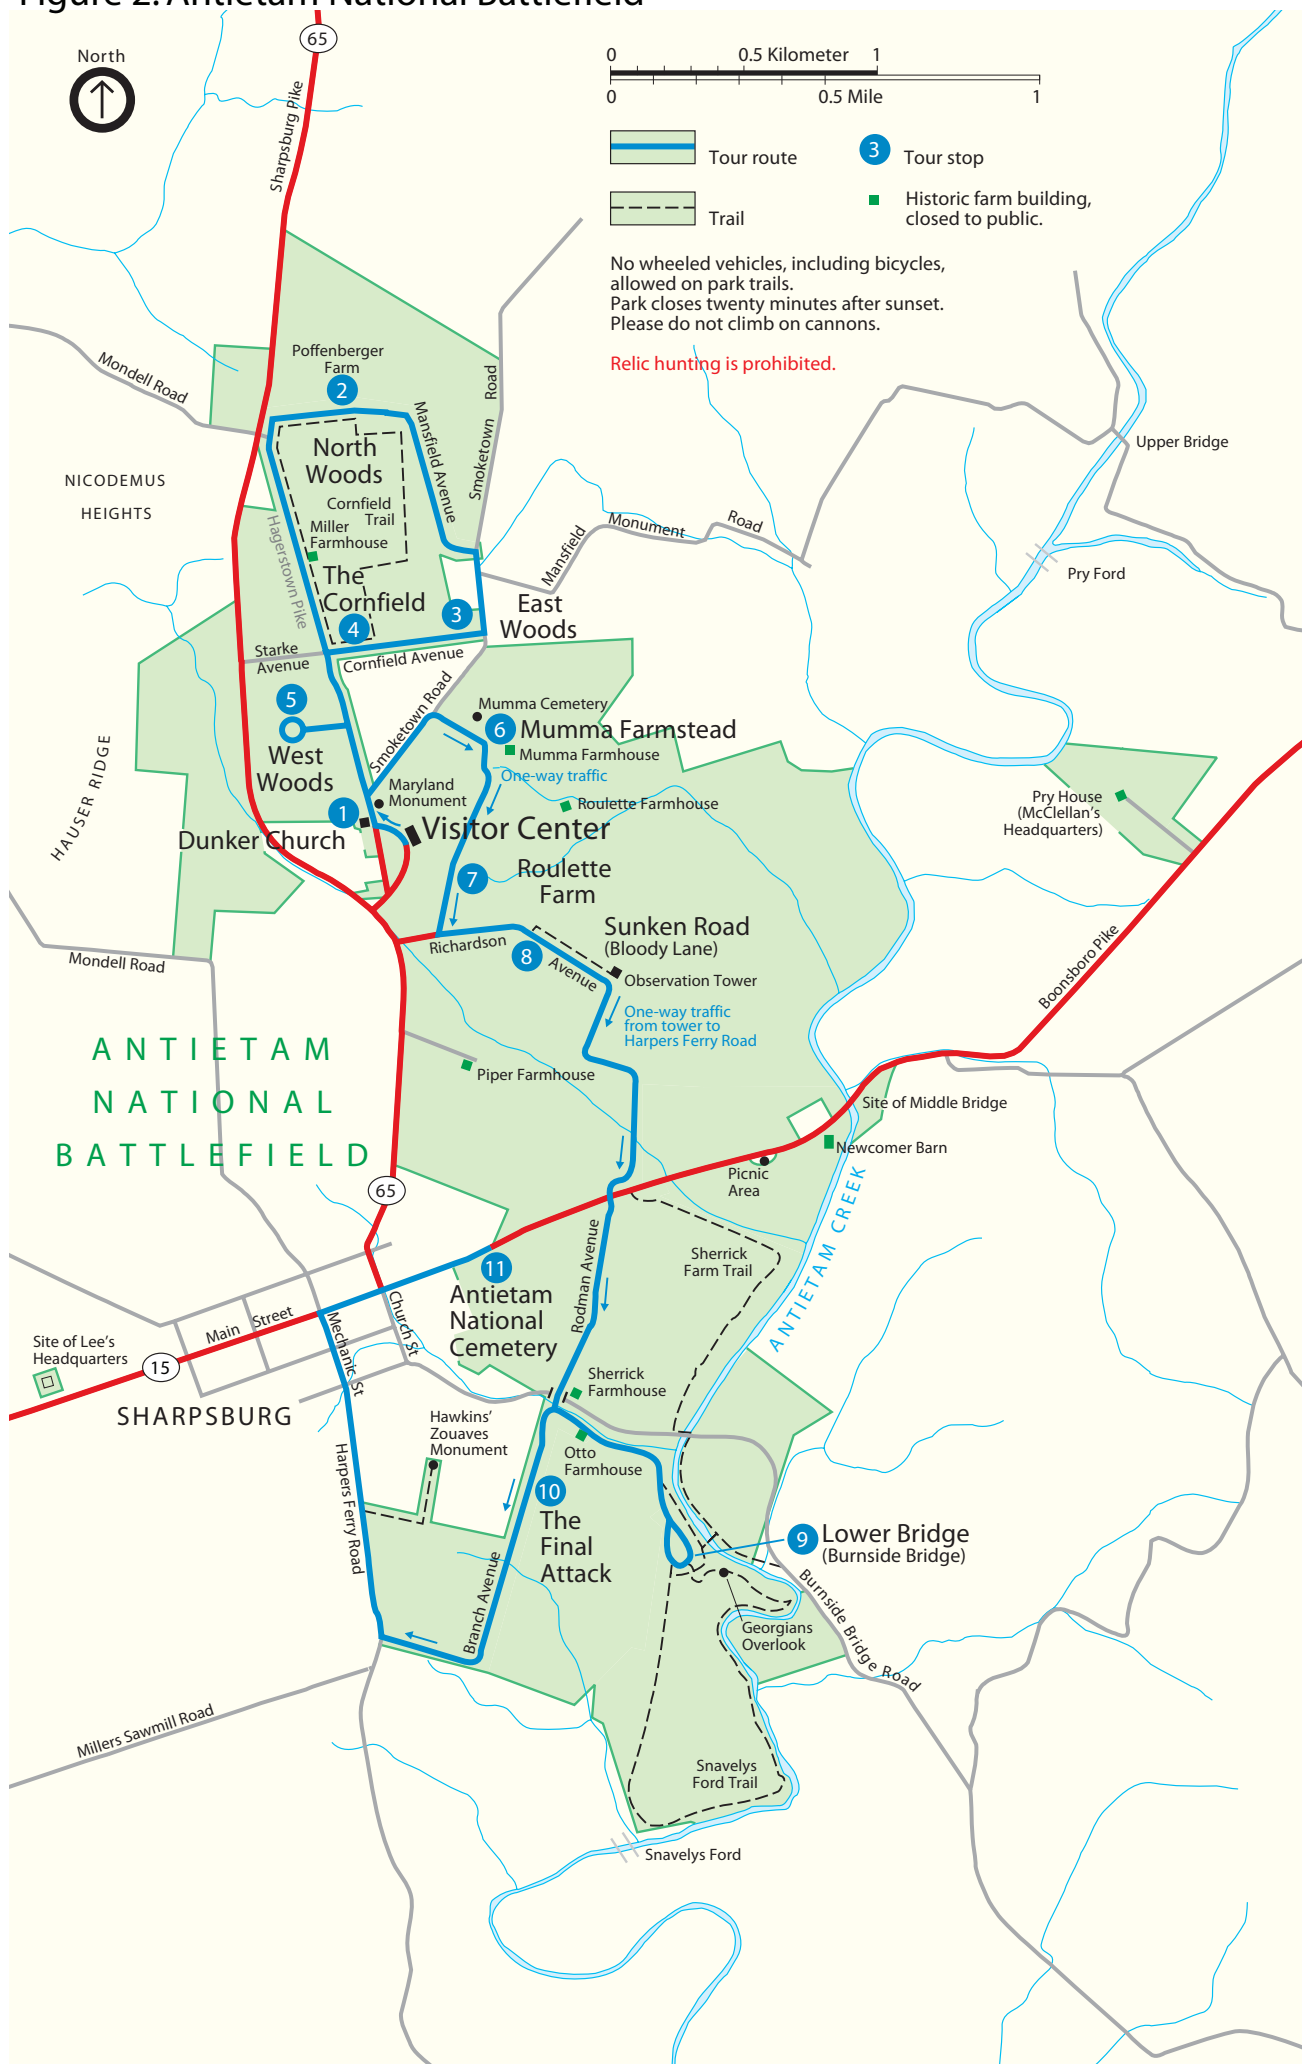 Figure 2. Antietam National Battlefield
North
65
Sharpsburg Pike
0
0.5 Kilometer
1
0
0.5 Mile
1
Tour route
3
Tour stop
Trail
Historic farm building,
closed to public.
No wheeled vehicles, including bicycles,
allowed on park trails.
Park closes twenty minutes after sunset.
Please do not climb on cannons.
Relic hunting is prohibited.
Mondell Road
Poffenberger
Farm
2
Mansfield Avenue
Smoketown Road
North
Woods
Cornfield
Trail
Miller
Farmhouse
Hagerstown Pike
The
Cornfield
4
3
East
Woods
NICODEMUS
HEIGHTS
Mansfield Monument Road
Upper Bridge
Pry Ford
Starke
Avenue
Cornfield Avenue
5
West
Woods
Smoketown Road
Mumma Cemetery
6
Mumma Farmstead
Mumma Farmhouse
One-way traffic
Maryland
Monument
Roulette Farmhouse
1
Dunker Church
Visitor Center
HAUSER RIDGE
Pry House
(McClellan's
Headquarters)
7
Roulette
Farm
Sunken Road
(Bloody Lane)
Richardson Avenue
8
Observation Tower
One-way traffic
from tower to
Harpers Ferry Road
Mondell Road
Boonsboro Pike
ANTIETAM
NATIONAL
BATTLEFIELD
Piper Farmhouse
Site of Middle Bridge
Newcomer Barn
Picnic
Area
65
ANTIETAM CREEK
Rodman Avenue
Sherrick
Farm Trail
11
Antietam
National
Cemetery
Church St
Main Street
Mechanic St
Site of Lee's
Headquarters
15
SHARPSBURG
Sherrick
Farmhouse
Hawkins'
Zouaves
Monument
Otto
Farmhouse
Harpers Ferry Road
10
The
Final
Attack
9
Lower Bridge
(Burnside Bridge)
Branch Avenue
Georgians
Overlook
Burnside Bridge Road
Millers Sawmill Road
Snavelys
Ford Trail
Snavelys Ford